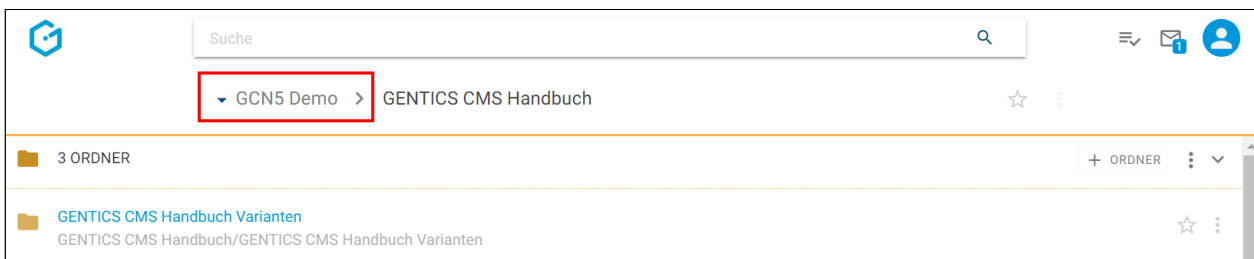 Suche
1
GCN5 Demo > GENTICS CMS Handbuch
3 ORDNER
+ ORDNER
GENTICS CMS Handbuch Varianten
GENTICS CMS Handbuch/GENTICS CMS Handbuch Varianten